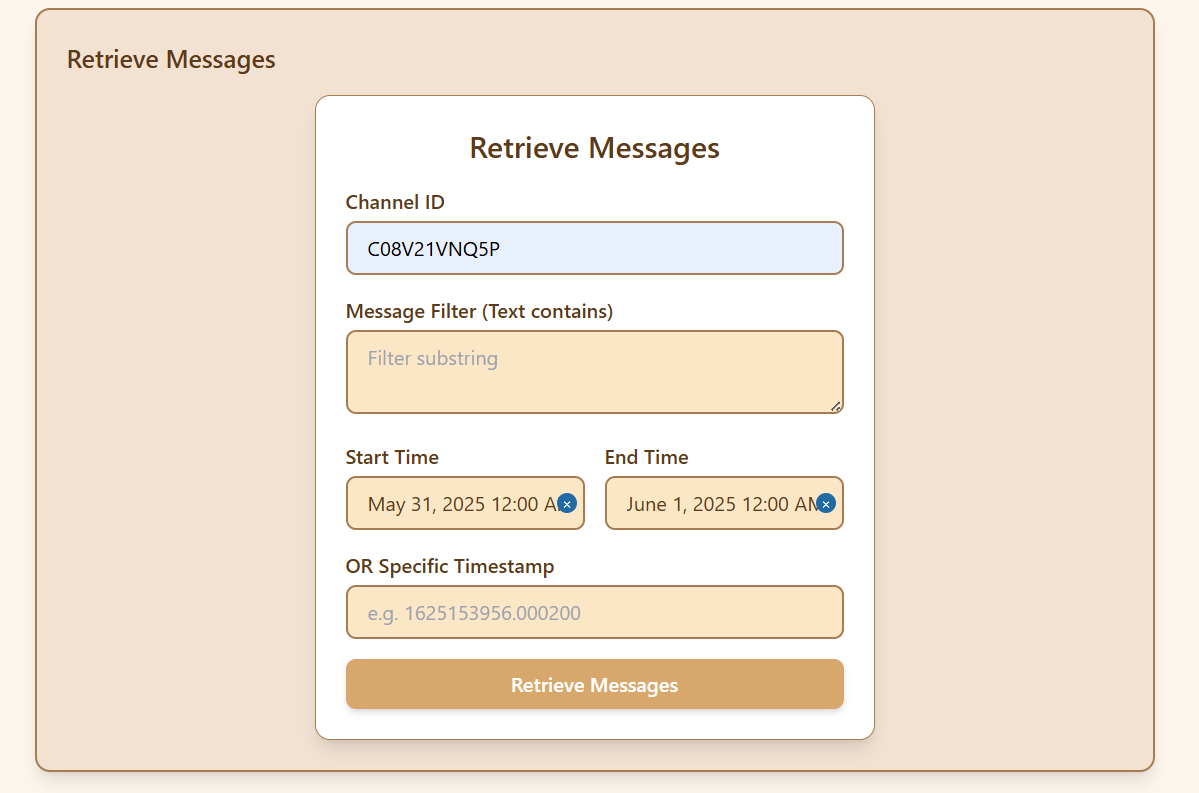 Retrieve Messages
Retrieve Messages
Channel ID
C08V21VNQ5P
Message Filter (Text contains)
Filter substring
Start Time
End Time
May 31, 2025 12:00 A
June 1, 2025 12:00 AM
OR Specific Timestamp
e.g. 1625153956.000200
Retrieve Messages